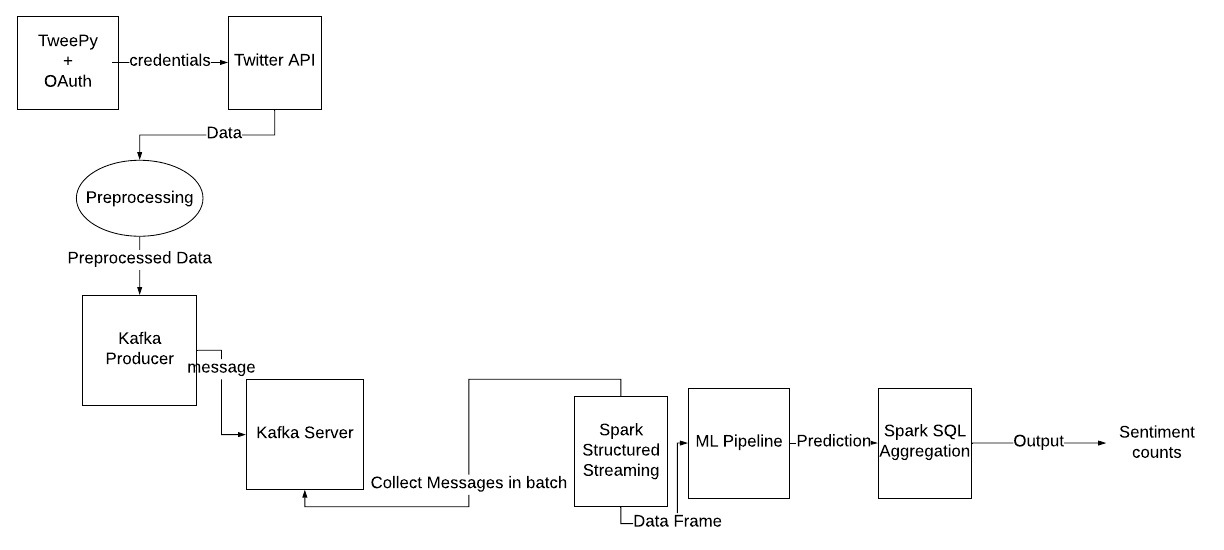 TweePy
+
OAuth
credentials
Twitter API
Data
Preprocessing
Preprocessed Data
Kafka
Producer
message
Kafka Server
Collect Messages in batch
Spark
Structured
Streaming
Data Frame
ML Pipeline
Prediction
Spark SQL
Aggregation
Output
Sentiment
counts